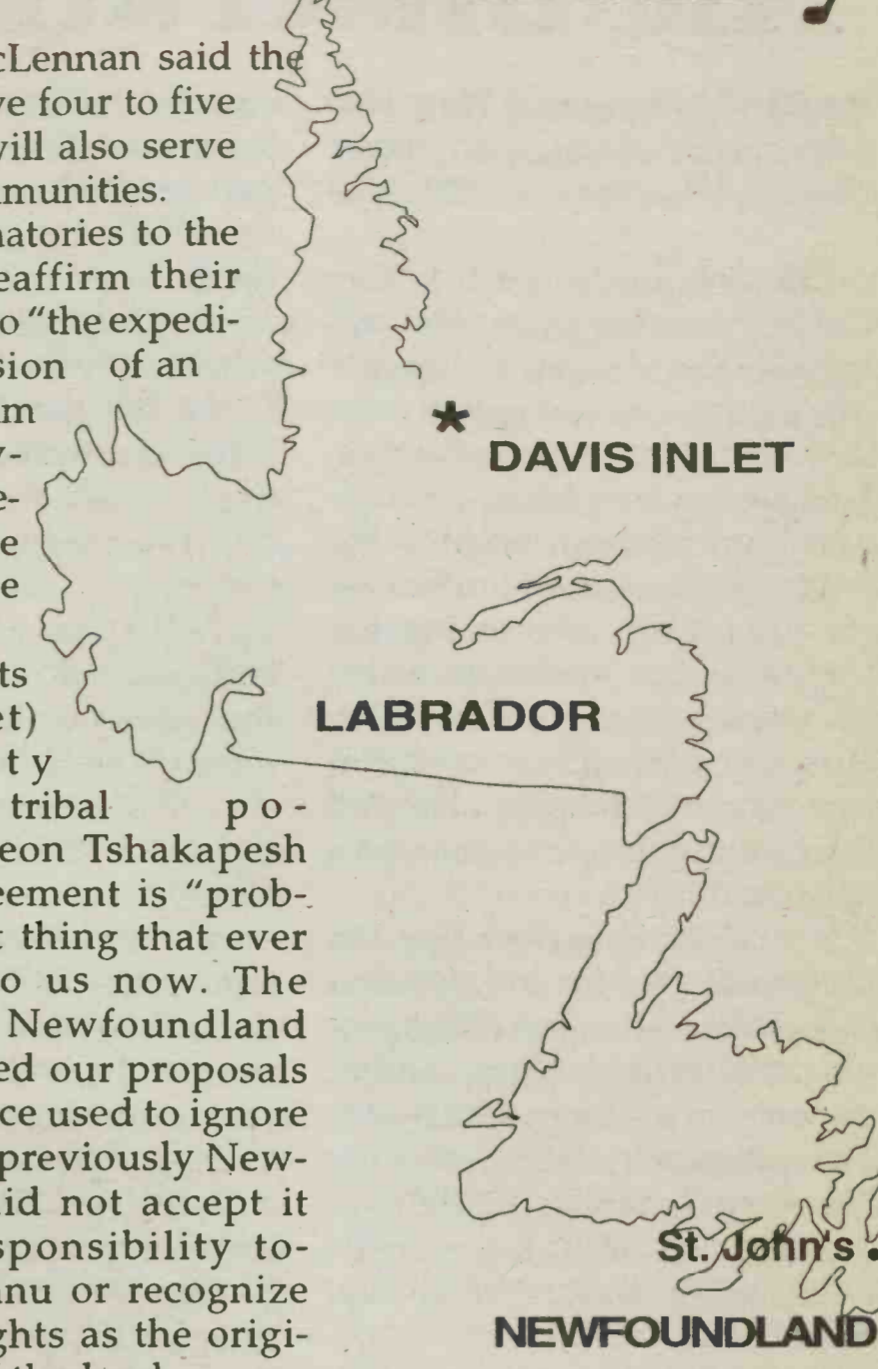 cLennan said the
ve four to five
vill also serve
nmunities.
natories to the
eaffirm their
o "the expedi-
sion of an
m
y-
e-
e
e
ts
et)
t y
tribal p o -
eon Tshakapesh
eement is "prob-
t thing that ever
o us now. The
Newfoundland
ed our proposals
ce used to ignore
previously New-
id not accept it
sponsibility to-
nu or recognize
ghts as the origi-
*
DAVIS INLET
LABRADOR
St. John's
NEWFOUNDLAND